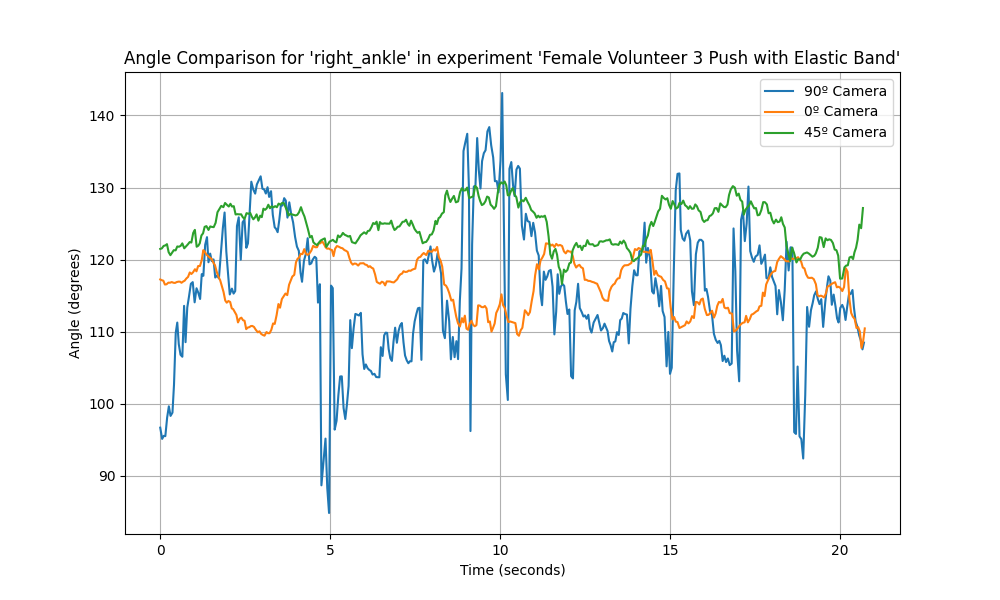 Angle Comparison for 'right_ankle' in experiment 'Female Volunteer 3 Push with Elastic Band'
90º Camera
0º Camera
45º Camera
Angle (degrees)
140
130
120
110
100
90
0 5 10 15 20
Time (seconds)